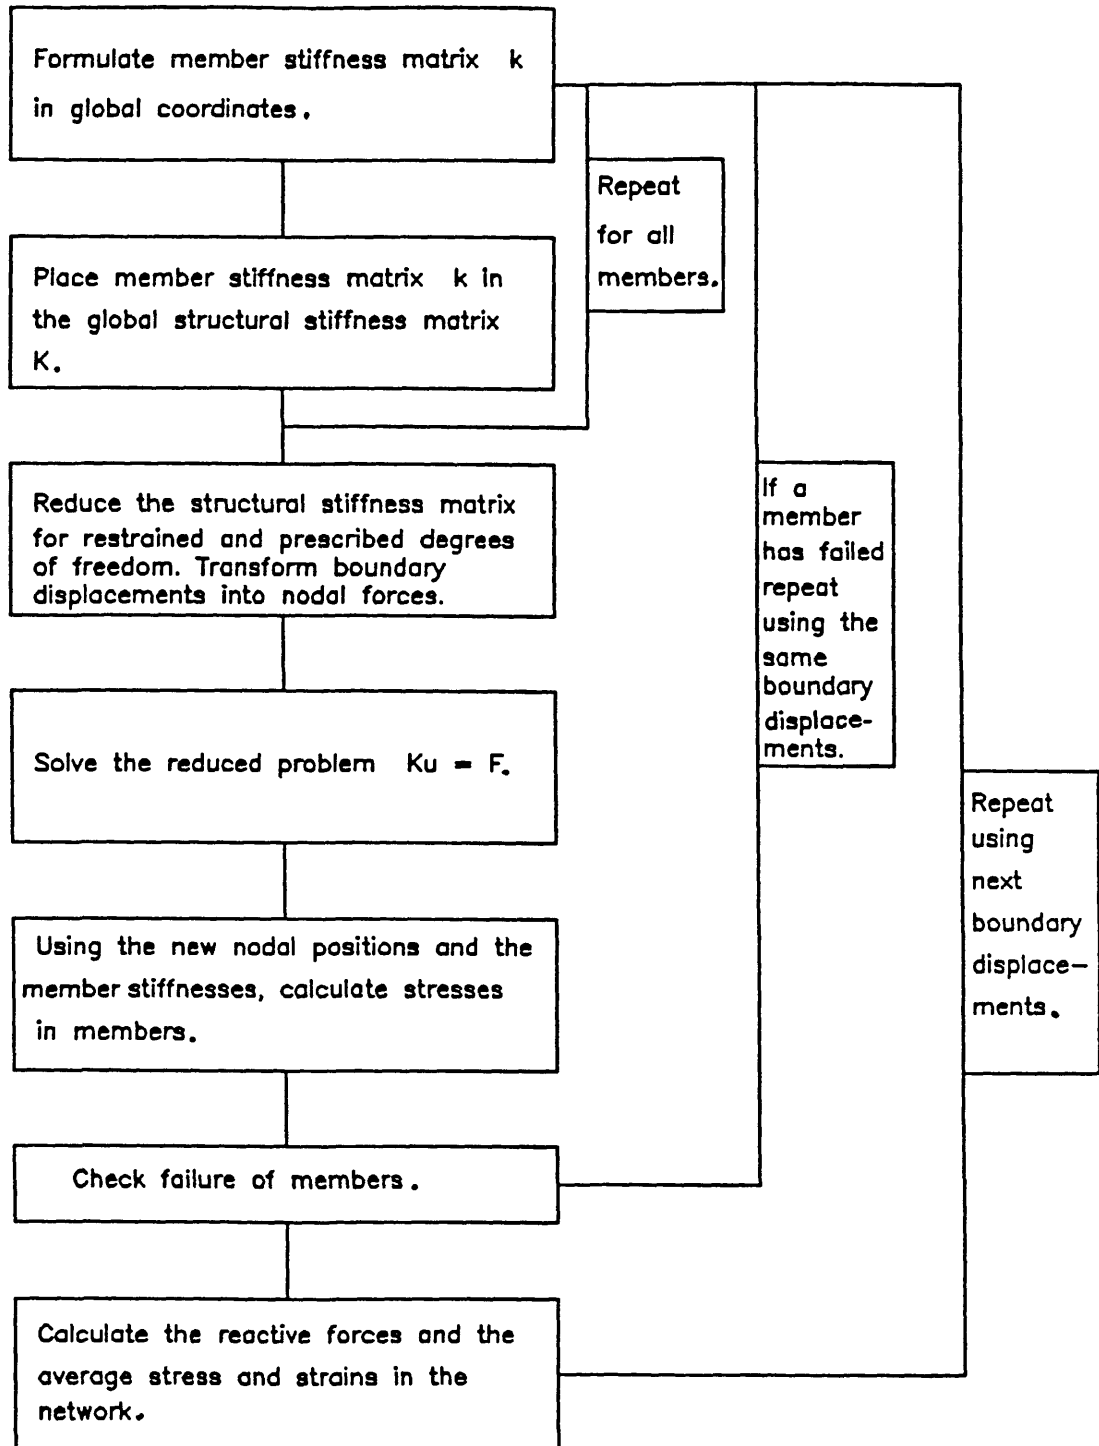 Formulate member stiffness matrix k
in global coordinates.
Repeat
for all
members.
Place member stiffness matrix k in
the global structural stiffness matrix
K.
Reduce the structural stiffness matrix
for restrained and prescribed degrees
of freedom. Transform boundary
displacements into nodal forces.
If a
member
has failed
repeat
using the
same
boundary
displace-
ments.
Solve the reduced problem Ku = F.
Repeat
using
next
boundary
displace-
ments.
Using the new nodal positions and the
member stiffnesses, calculate stresses
in members.
Check failure of members.
Calculate the reactive forces and the
average stress and strains in the
network.